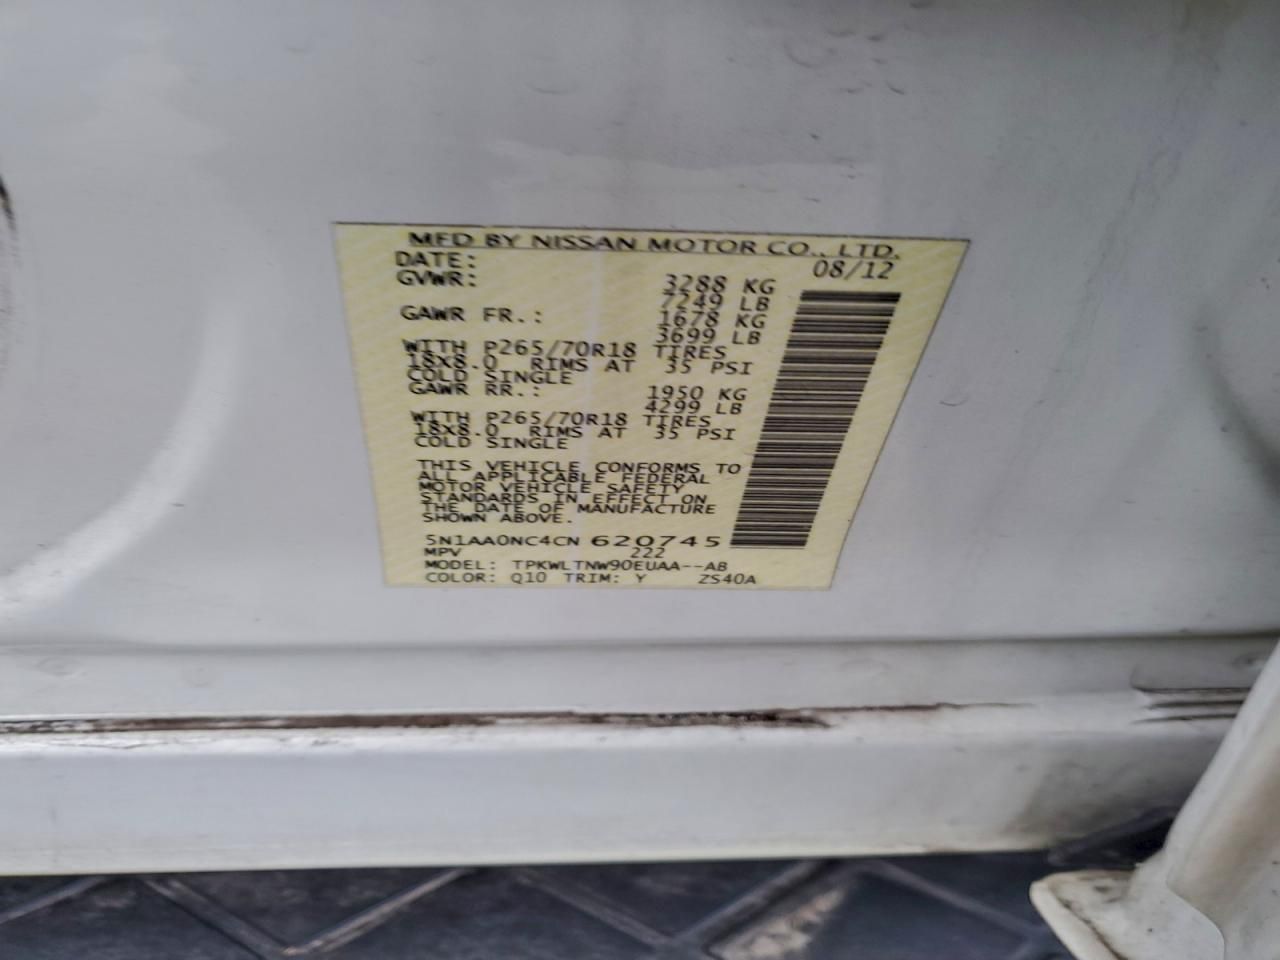 MFD BY NISSAN MOTOR CO., LTD.
DATE: 08/12
GVWR: 3288 KG
7249 LB
GAWR FR.: 1678 KG
3699 LB
WITH P265/70R18 TIRES
18X8.0 RIMS AT 35 PSI
COLD SINGLE
GAWR RR.: 1950 KG
4299 LB
WITH P265/70R18 TIRES
18X8.0 RIMS AT 35 PSI
COLD SINGLE
THIS VEHICLE CONFORMS TO
ALL APPLICABLE FEDERAL
MOTOR VEHICLE SAFETY
STANDARDS IN EFFECT ON
THE DATE OF MANUFACTURE
SHOWN ABOVE.
5N1AA0NC4CN 620745
MPV 222
MODEL: TPKWLTNW90EUAA--AB
COLOR: Q10 TRIM: Y ZS40A